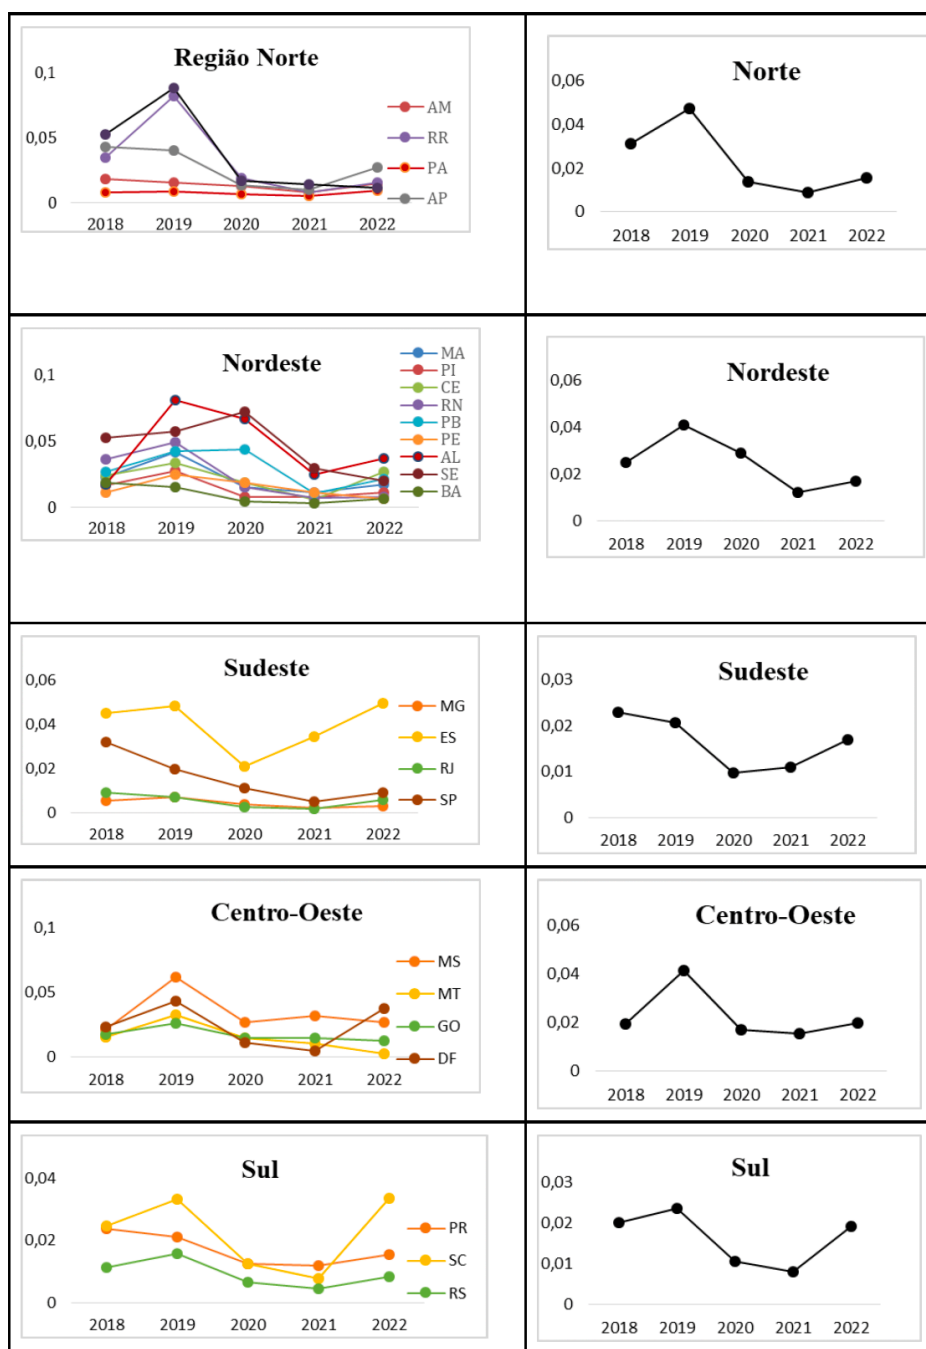 Região Norte
0,1
0,05
0
2018 2019 2020 2021 2022
AM
RR
PA
AP
Norte
0,06
0,04
0,02
0
2018 2019 2020 2021 2022
Nordeste
0,1
0,05
0
2018 2019 2020 2021 2022
MA
PI
CE
RN
PB
PE
AL
SE
BA
Nordeste
0,06
0,04
0,02
0
2018 2019 2020 2021 2022
Sudeste
0,06
0,04
0,02
0
2018 2019 2020 2021 2022
MG
ES
RJ
SP
Sudeste
0,03
0,02
0,01
0
2018 2019 2020 2021 2022
Centro-Oeste
0,1
0,05
0
2018 2019 2020 2021 2022
MS
MT
GO
DF
Centro-Oeste
0,06
0,04
0,02
0
2018 2019 2020 2021 2022
Sul
0,04
0,02
0
2018 2019 2020 2021 2022
PR
SC
RS
Sul
0,03
0,02
0,01
0
2018 2019 2020 2021 2022